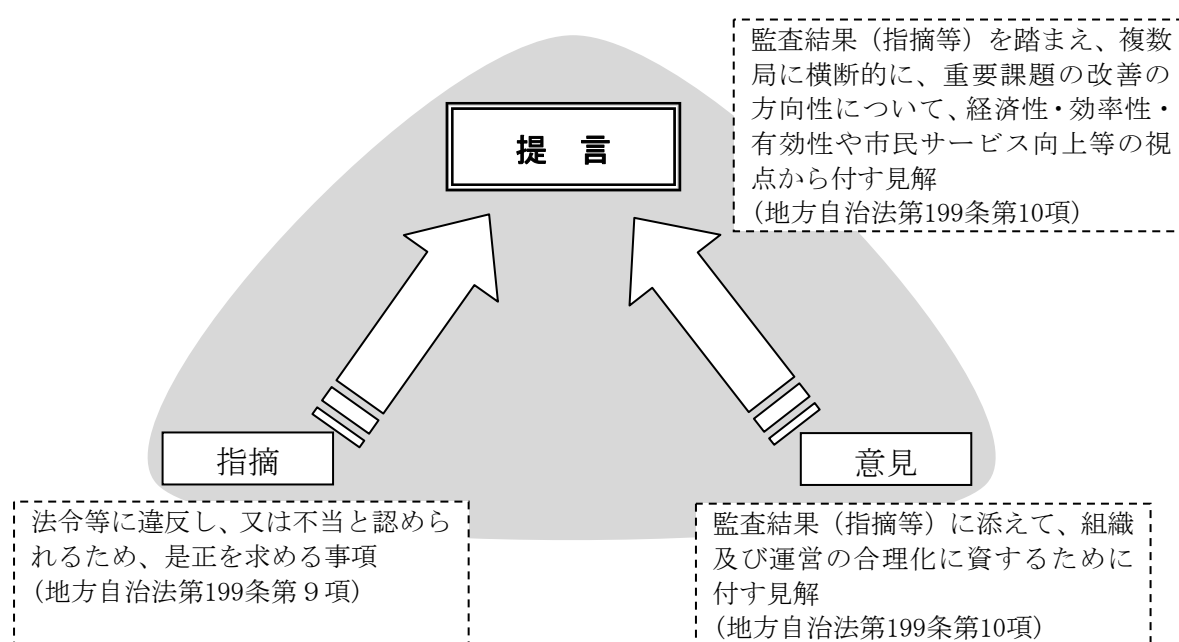 監査結果（指摘等）を踏まえ、複数
局に横断的に、重要課題の改善の
方向性について、経済性・効率性・
有効性や市民サービス向上等の視
点から付す見解
(地方自治法第199条第10項)
提　言
指摘
意見
法令等に違反し、又は不当と認めら
れるため、是正を求める事項
(地方自治法第199条第９項)
監査結果（指摘等）に添えて、組織
及び運営の合理化に資するために
付す見解
(地方自治法第199条第10項)